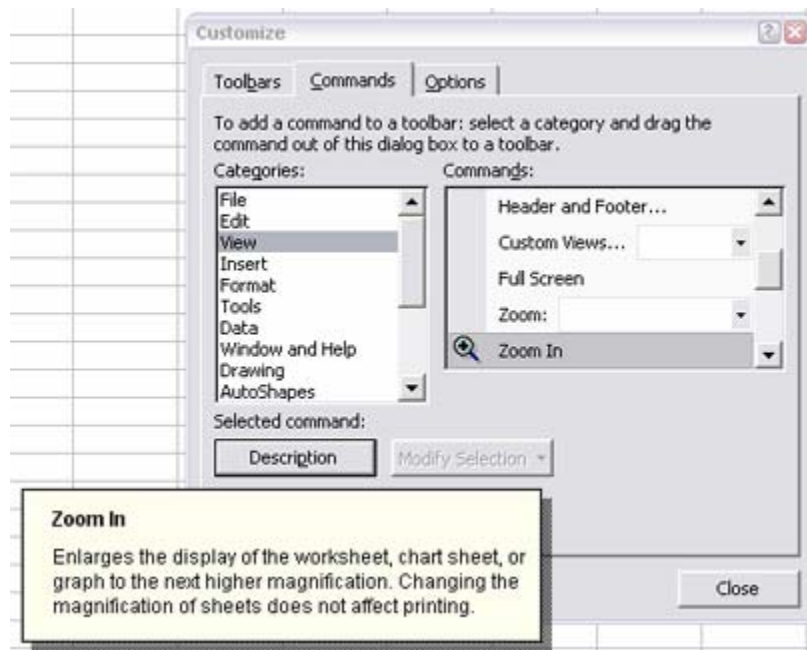 Customize
Toolbars Commands Options
To add a command to a toolbar: select a category and drag the
command out of this dialog box to a toolbar.
Categories:
File
Edit
View
Insert
Format
Tools
Data
Window and Help
Drawing
AutoShapes
Commands:
Header and Footer...
Custom Views...
Full Screen
Zoom:
Zoom In
Selected command:
Description Modify Selection
Zoom In
Enlarges the display of the worksheet, chart sheet, or
graph to the next higher magnification. Changing the
magnification of sheets does not affect printing.
Close